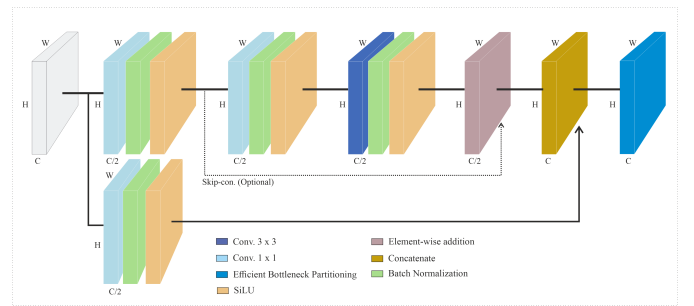 W
W
W
W
W
W
W
H
H
H
H
H
H
H
C
C/2
C/2
C/2
C/2
C
C
W
Skip-con. (Optional)
H
C/2
Conv. 3 x 3
Element-wise addition
Conv. 1 x 1
Concatenate
Efficient Bottleneck Partitioning
Batch Normalization
SiLU